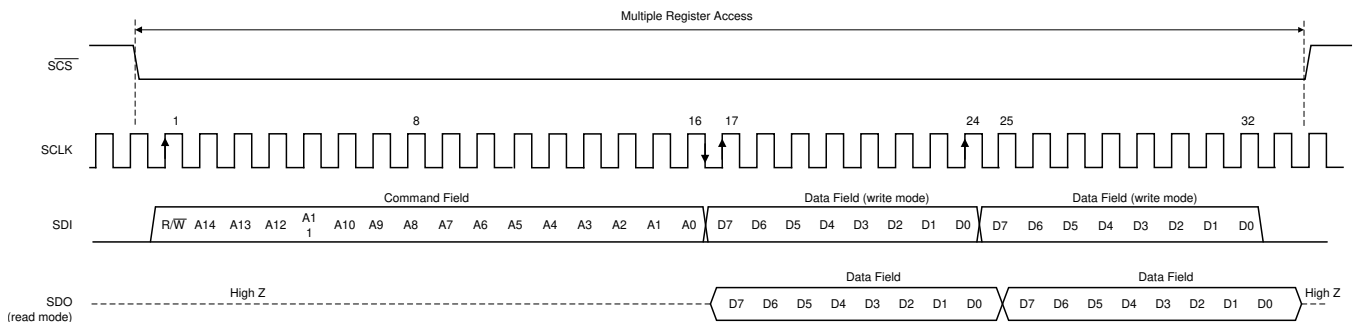 Multiple Register Access
SCS
1 8 16 17 24 25 32
SCLK
Command Field Data Field (write mode) Data Field (write mode)
SDI R/W A14 A13 A12 A1 A10 A9 A8 A7 A6 A5 A4 A3 A2 A1 A0 D7 D6 D5 D4 D3 D2 D1 D0 D7 D6 D5 D4 D3 D2 D1 D0
1
Data Field Data Field
SDO High Z D7 D6 D5 D4 D3 D2 D1 D0 D7 D6 D5 D4 D3 D2 D1 D0 High Z
(read mode)